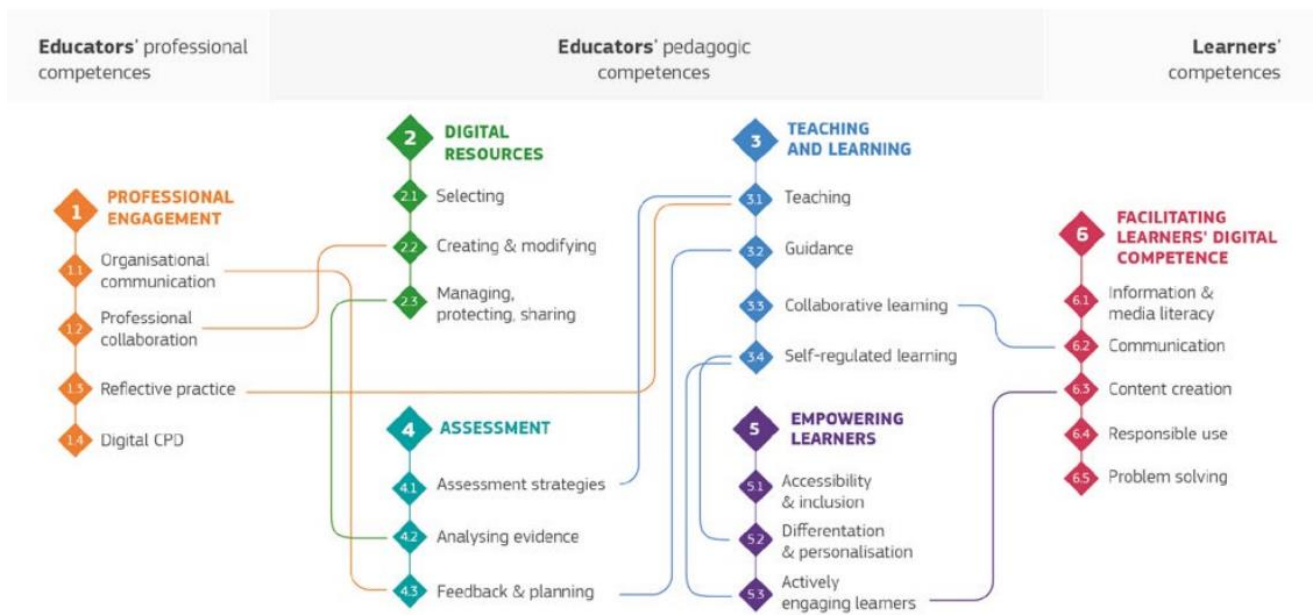 Educators' professional
competences
Educators' pedagogic
competences
Learners'
competences
1
PROFESSIONAL
ENGAGEMENT
1.1
Organisational
communication
1.2
Professional
collaboration
1.3
Reflective practice
1.4
Digital CPD
2
DIGITAL
RESOURCES
2.1
Selecting
2.2
Creating & modifying
2.3
Managing,
protecting, sharing
4
ASSESSMENT
4.1
Assessment strategies
4.2
Analysing evidence
4.3
Feedback & planning
3
TEACHING
AND LEARNING
3.1
Teaching
3.2
Guidance
3.3
Collaborative learning
3.4
Self-regulated learning
5
EMPOWERING
LEARNERS
5.1
Accessibility
& inclusion
5.2
Differentation
& personalisation
5.3
Actively
engaging learners
6
FACILITATING
LEARNERS' DIGITAL
COMPETENCE
6.1
Information &
media literacy
6.2
Communication
6.3
Content creation
6.4
Responsible use
6.5
Problem solving